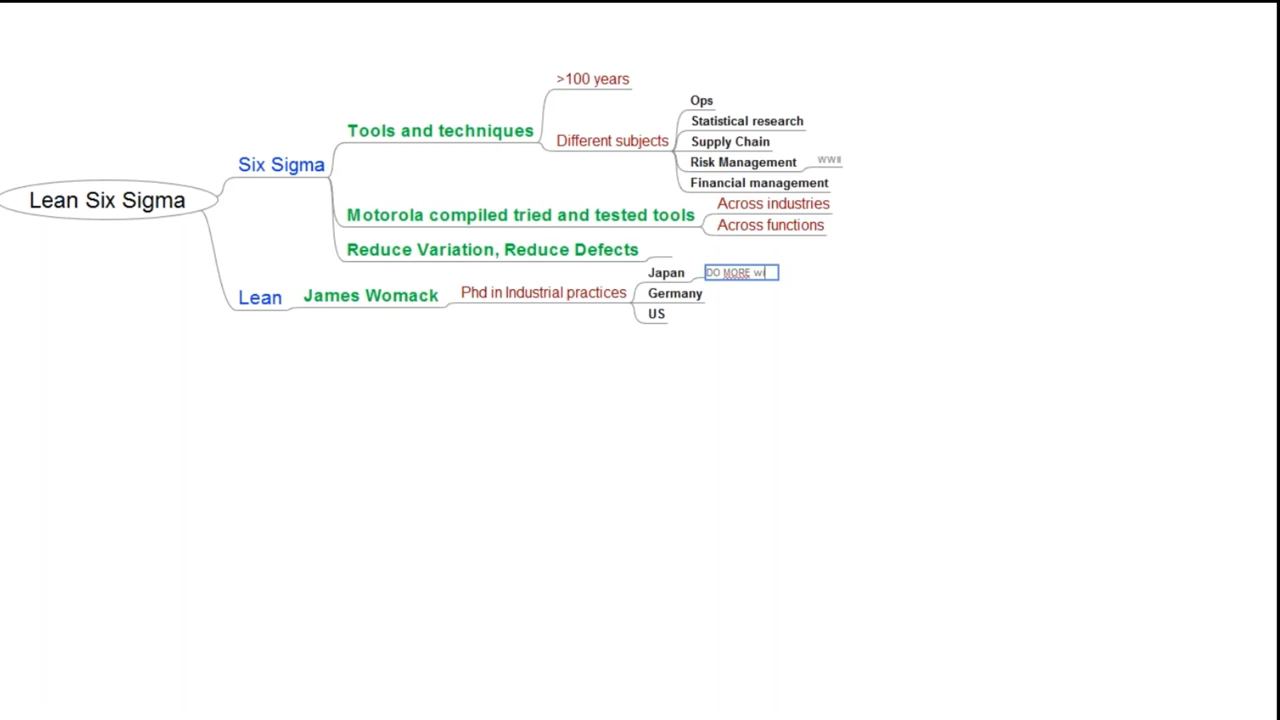 Lean Six Sigma
Six Sigma
Tools and techniques
>100 years
Different subjects
Ops
Statistical research
Supply Chain
Risk Management
WWII
Financial management
Motorola compiled tried and tested tools
Across industries
Across functions
Reduce Variation, Reduce Defects
Lean
James Womack
Phd in Industrial practices
Japan
DO MORE wi
Germany
US